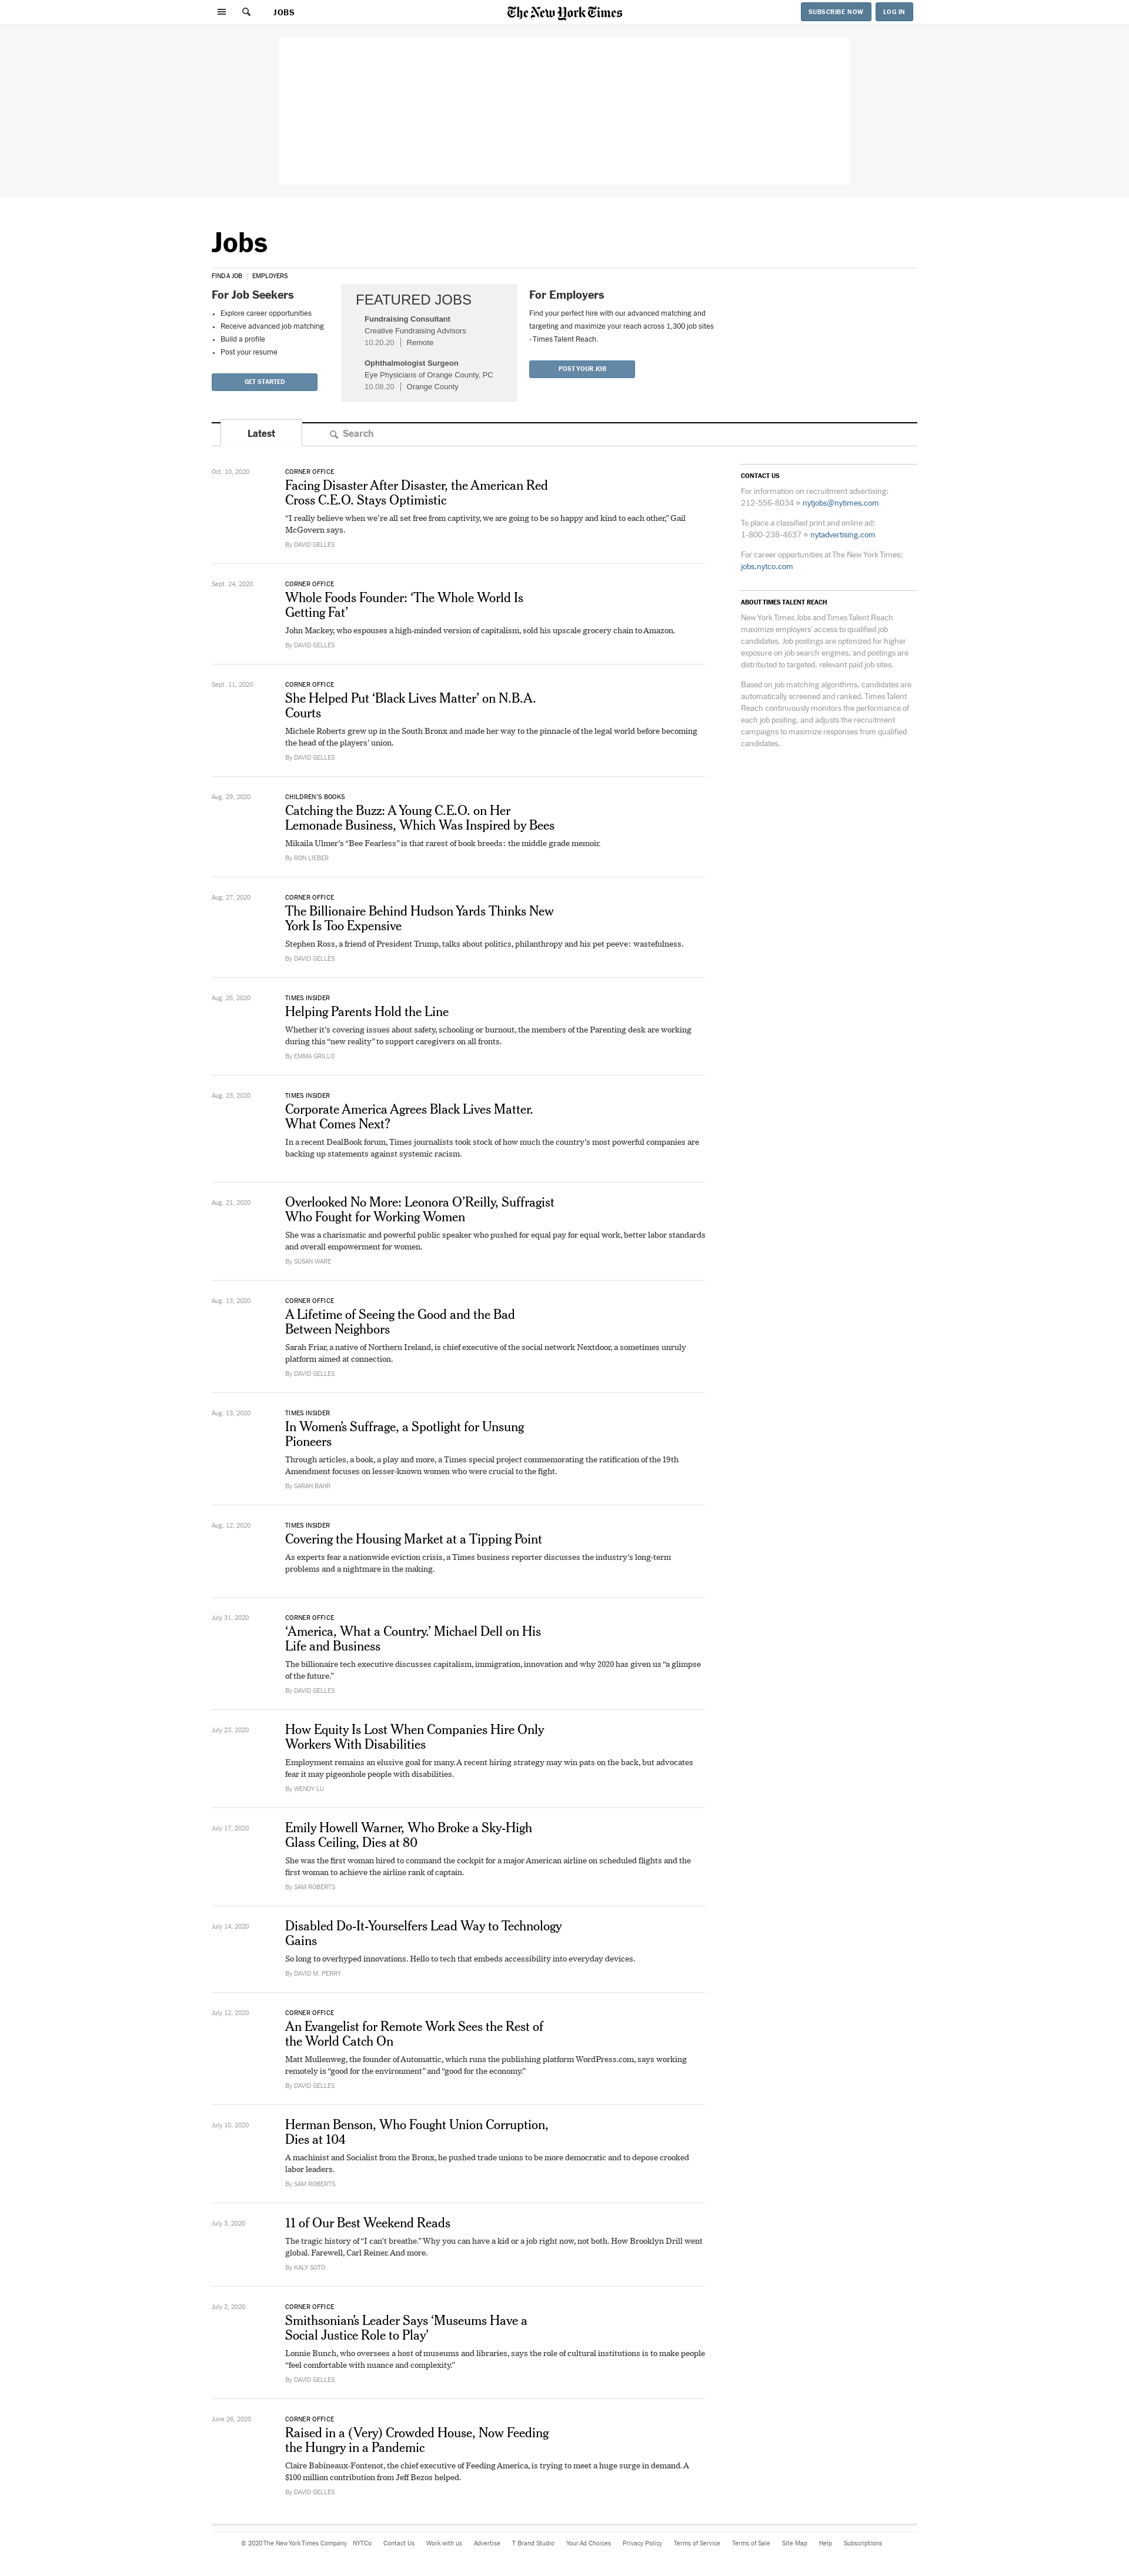 JOBS
The New York Times
SUBSCRIBE NOW
LOG IN
Jobs
FIND A JOB | EMPLOYERS
For Job Seekers
• Explore career opportunities
• Receive advanced job matching
• Build a profile
• Post your resume
GET STARTED
FEATURED JOBS
Fundraising Consultant
Creative Fundraising Advisors
10.20.20 | Remote
Ophthalmologist Surgeon
Eye Physicians of Orange County, PC
10.08.20 | Orange County
For Employers
Find your perfect hire with our advanced matching and
targeting and maximize your reach across 1,300 job sites
- Times Talent Reach.
POST YOUR JOB
Latest
Search
Oct. 10, 2020
CORNER OFFICE
Facing Disaster After Disaster, the American Red
Cross C.E.O. Stays Optimistic
“I really believe when we’re all set free from captivity, we are going to be so happy and kind to each other,” Gail
McGovern says.
By DAVID GELLES
Sept. 24, 2020
CORNER OFFICE
Whole Foods Founder: ‘The Whole World Is
Getting Fat’
John Mackey, who espouses a high-minded version of capitalism, sold his upscale grocery chain to Amazon.
By DAVID GELLES
Sept. 11, 2020
CORNER OFFICE
She Helped Put ‘Black Lives Matter’ on N.B.A.
Courts
Michele Roberts grew up in the South Bronx and made her way to the pinnacle of the legal world before becoming
the head of the players’ union.
By DAVID GELLES
Aug. 29, 2020
CHILDREN’S BOOKS
Catching the Buzz: A Young C.E.O. on Her
Lemonade Business, Which Was Inspired by Bees
Mikaila Ulmer’s “Bee Fearless” is that rarest of book breeds: the middle grade memoir.
By RON LIEBER
Aug. 27, 2020
CORNER OFFICE
The Billionaire Behind Hudson Yards Thinks New
York Is Too Expensive
Stephen Ross, a friend of President Trump, talks about politics, philanthropy and his pet peeve: wastefulness.
By DAVID GELLES
Aug. 25, 2020
TIMES INSIDER
Helping Parents Hold the Line
Whether it’s covering issues about safety, schooling or burnout, the members of the Parenting desk are working
during this “new reality” to support caregivers on all fronts.
By EMMA GRILLO
Aug. 23, 2020
TIMES INSIDER
Corporate America Agrees Black Lives Matter.
What Comes Next?
In a recent DealBook forum, Times journalists took stock of how much the country’s most powerful companies are
backing up statements against systemic racism.
Aug. 21, 2020
Overlooked No More: Leonora O’Reilly, Suffragist
Who Fought for Working Women
She was a charismatic and powerful public speaker who pushed for equal pay for equal work, better labor standards
and overall empowerment for women.
By SUSAN WARE
Aug. 13, 2020
CORNER OFFICE
A Lifetime of Seeing the Good and the Bad
Between Neighbors
Sarah Friar, a native of Northern Ireland, is chief executive of the social network Nextdoor, a sometimes unruly
platform aimed at connection.
By DAVID GELLES
Aug. 13, 2020
TIMES INSIDER
In Women’s Suffrage, a Spotlight for Unsung
Pioneers
Through articles, a book, a play and more, a Times special project commemorating the ratification of the 19th
Amendment focuses on lesser-known women who were crucial to the fight.
By SARAH BAHR
Aug. 12, 2020
TIMES INSIDER
Covering the Housing Market at a Tipping Point
As experts fear a nationwide eviction crisis, a Times business reporter discusses the industry’s long-term
problems and a nightmare in the making.
July 31, 2020
CORNER OFFICE
‘America, What a Country.’ Michael Dell on His
Life and Business
The billionaire tech executive discusses capitalism, immigration, innovation and why 2020 has given us “a glimpse
of the future.”
By DAVID GELLES
July 23, 2020
How Equity Is Lost When Companies Hire Only
Workers With Disabilities
Employment remains an elusive goal for many. A recent hiring strategy may win pats on the back, but advocates
fear it may pigeonhole people with disabilities.
By WENDY LU
July 17, 2020
Emily Howell Warner, Who Broke a Sky-High
Glass Ceiling, Dies at 80
She was the first woman hired to command the cockpit for a major American airline on scheduled flights and the
first woman to achieve the airline rank of captain.
By SAM ROBERTS
July 14, 2020
Disabled Do-It-Yourselfers Lead Way to Technology
Gains
So long to overhyped innovations. Hello to tech that embeds accessibility into everyday devices.
By DAVID M. PERRY
July 12, 2020
CORNER OFFICE
An Evangelist for Remote Work Sees the Rest of
the World Catch On
Matt Mullenweg, the founder of Automattic, which runs the publishing platform WordPress.com, says working
remotely is “good for the environment” and “good for the economy.”
By DAVID GELLES
July 10, 2020
Herman Benson, Who Fought Union Corruption,
Dies at 104
A machinist and Socialist from the Bronx, he pushed trade unions to be more democratic and to depose crooked
labor leaders.
By SAM ROBERTS
July 3, 2020
11 of Our Best Weekend Reads
The tragic history of “I can’t breathe.” Why you can have a kid or a job right now, not both. How Brooklyn Drill went
global. Farewell, Carl Reiner. And more.
By KALY SOTO
July 2, 2020
CORNER OFFICE
Smithsonian’s Leader Says ‘Museums Have a
Social Justice Role to Play’
Lonnie Bunch, who oversees a host of museums and libraries, says the role of cultural institutions is to make people
“feel comfortable with nuance and complexity.”
By DAVID GELLES
June 26, 2020
CORNER OFFICE
Raised in a (Very) Crowded House, Now Feeding
the Hungry in a Pandemic
Claire Babineaux-Fontenot, the chief executive of Feeding America, is trying to meet a huge surge in demand. A
$100 million contribution from Jeff Bezos helped.
By DAVID GELLES
CONTACT US
For information on recruitment advertising:
212-556-8034 ⋄ nytjobs@nytimes.com
To place a classified print and online ad:
1-800-238-4637 ⋄ nytadvertising.com
For career opportunities at The New York Times:
jobs.nytco.com
ABOUT TIMES TALENT REACH
New York Times Jobs and Times Talent Reach
maximize employers’ access to qualified job
candidates. Job postings are optimized for higher
exposure on job search engines, and postings are
distributed to targeted, relevant paid job sites.
Based on job matching algorithms, candidates are
automatically screened and ranked. Times Talent
Reach continuously monitors the performance of
each job posting, and adjusts the recruitment
campaigns to maximize responses from qualified
candidates.
© 2020 The New York Times Company NYTCo Contact Us Work with us Advertise T Brand Studio Your Ad Choices Privacy Policy Terms of Service Terms of Sale Site Map Help Subscriptions